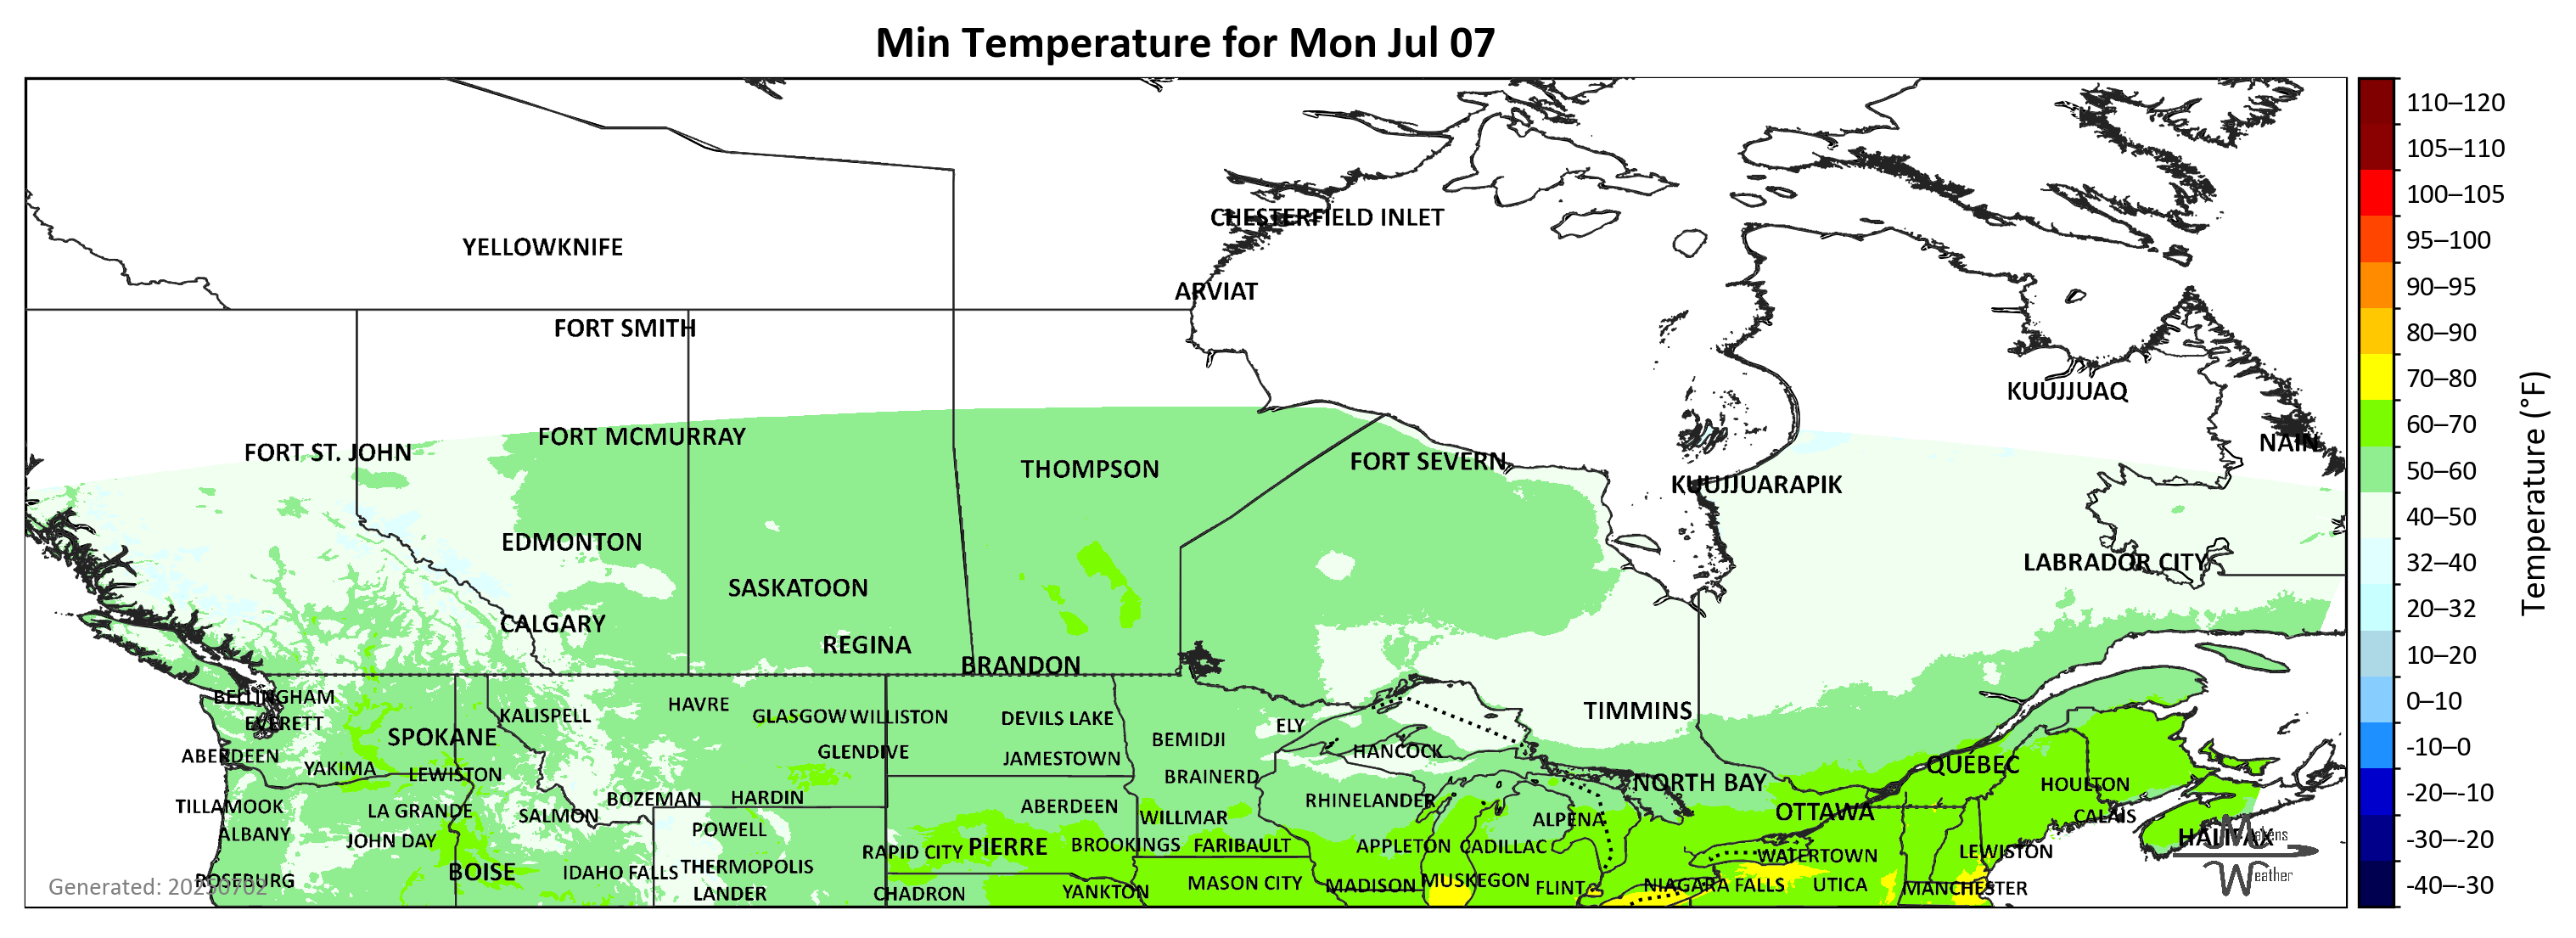 Min Temperature for Mon Jul 07
110–120
105–110
100–105
95–100
90–95
80–90
70–80
60–70
50–60
40–50
32–40
20–32
10–20
0–10
-10–0
-20–-10
-30–-20
-40–-30
Temperature (°F)
CHESTERFIELD INLET
YELLOWKNIFE
ARVIAT
FORT SMITH
KUUJJUAQ
FORT MCMURRAY
NAIN
FORT ST. JOHN
FORT SEVERN
THOMPSON
KUUJJUARAPIK
EDMONTON
LABRADOR CITY
SASKATOON
CALGARY
REGINA
BRANDON
BELLINGHAM
HAVRE
TIMMINS
KALISPELL
GLASGOW
WILLISTON
DEVILS LAKE
EVERETT
ELY
SPOKANE
BEMIDJI
HANCOCK
GLENDIVE
ABERDEEN
JAMESTOWN
QUÉBEC
YAKIMA
LEWISTON
BRAINERD
NORTH BAY
HOULTON
HARDIN
BOZEMAN
RHINELANDER
TILLAMOOK
ABERDEEN
LA GRANDE
OTTAWA
SALMON
CALAIS
WILLMAR
ALPENA
POWELL
ALBANY
HALIFAX
JOHN DAY
BROOKINGS
FARIBAULT
APPLETON
CADILLAC
PIERRE
RAPID CITY
LEWISTON
WATERTOWN
THERMOPOLIS
IDAHO FALLS
BOISE
ROSEBURG
MUSKEGON
MASON CITY
MADISON
NIAGARA FALLS
UTICA
FLINT
MANCHESTER
YANKTON
LANDER
CHADRON
Generated: 20250702
Makens
Weather